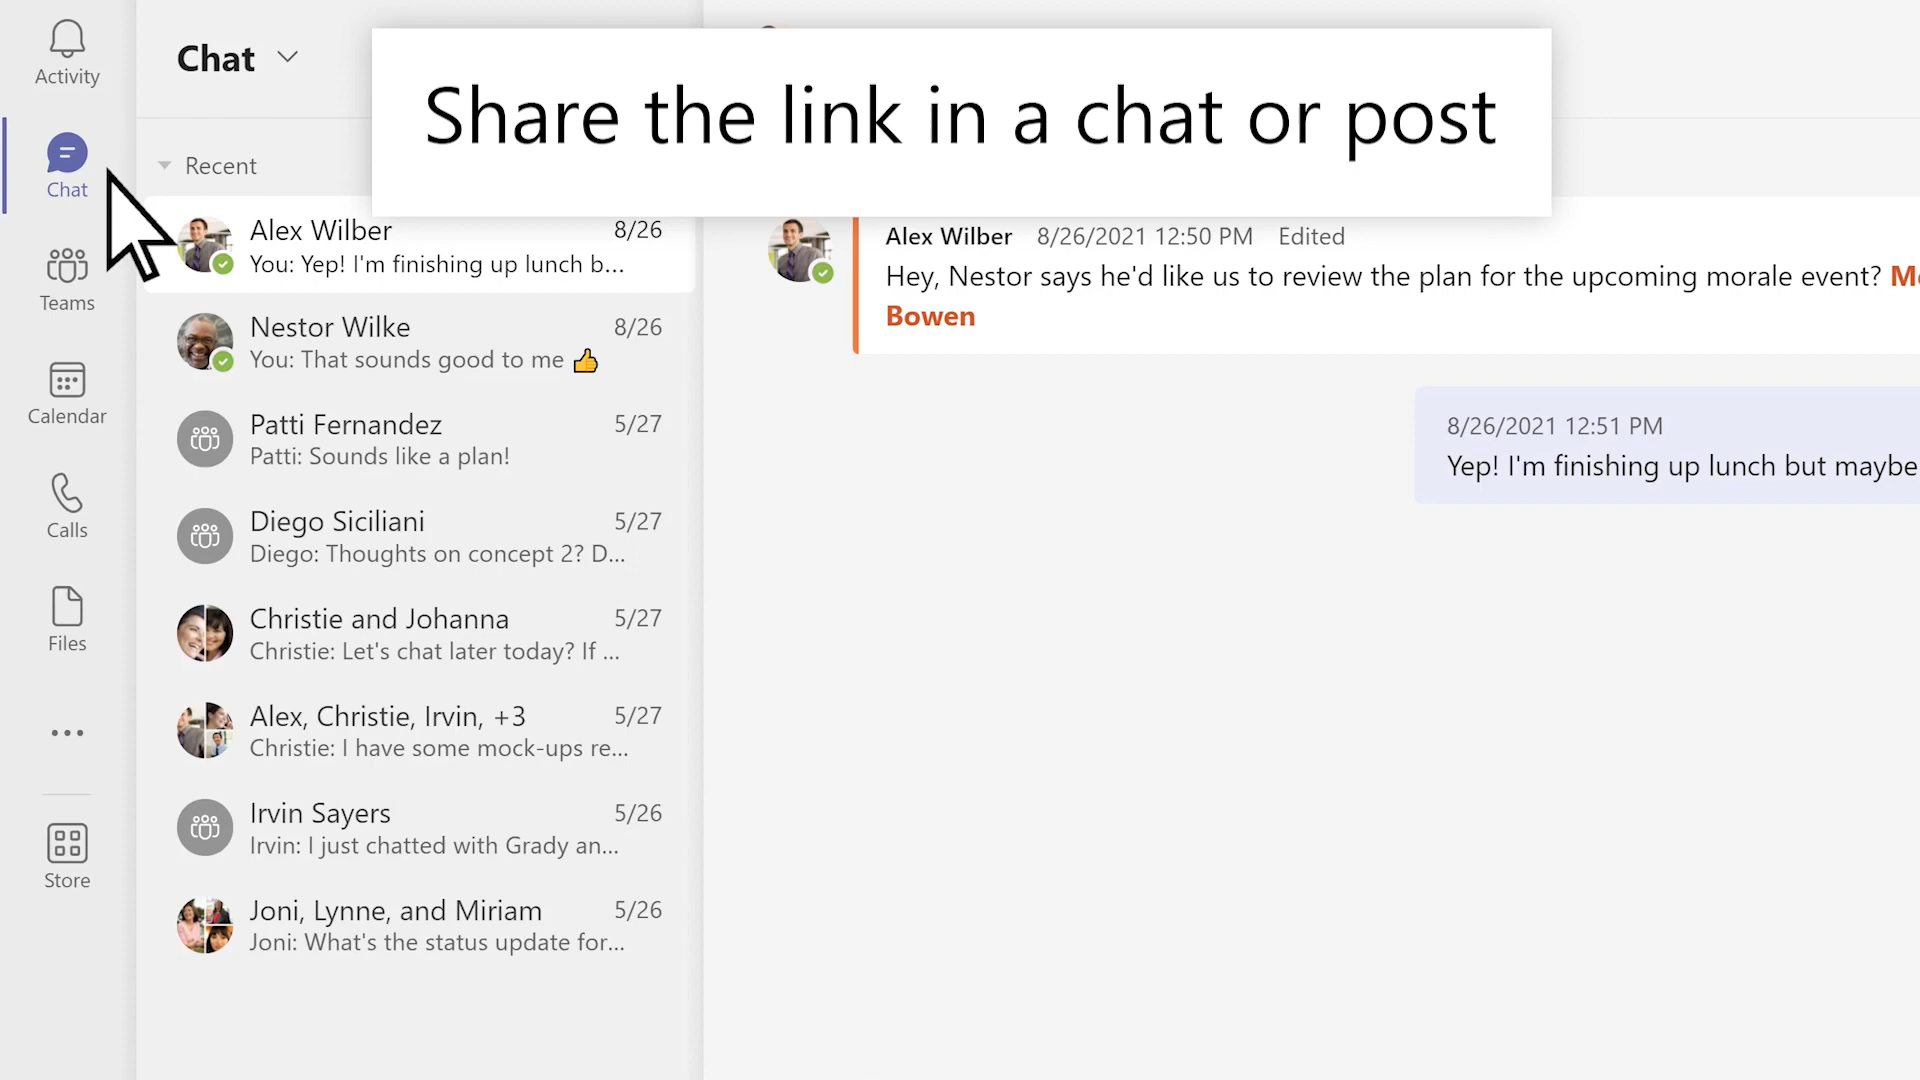 Activity
Chat
Teams
Calendar
Calls
Files
Store
Chat
Share the link in a chat or post
Recent
Alex Wilber 8/26
You: Yep! I'm finishing up lunch b...
Nestor Wilke 8/26
You: That sounds good to me 👍
Patti Fernandez 5/27
Patti: Sounds like a plan!
Diego Siciliani 5/27
Diego: Thoughts on concept 2? D...
Christie and Johanna 5/27
Christie: Let's chat later today? If ...
Alex, Christie, Irvin, +3 5/27
Christie: I have some mock-ups re...
Irvin Sayers 5/26
Irvin: I just chatted with Grady an...
Joni, Lynne, and Miriam 5/26
Joni: What's the status update for...
Alex Wilber 8/26/2021 12:50 PM Edited
Hey, Nestor says he'd like us to review the plan for the upcoming morale event?
Bowen
8/26/2021 12:51 PM
Yep! I'm finishing up lunch but maybe